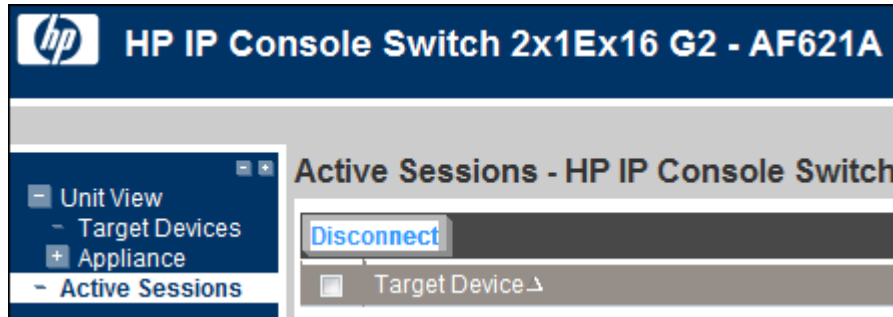 hp HP IP Console Switch 2x1Ex16 G2 - AF621A
Unit View
Target Devices
Appliance
Active Sessions
Active Sessions - HP IP Console Switch
Disconnect
Target Device